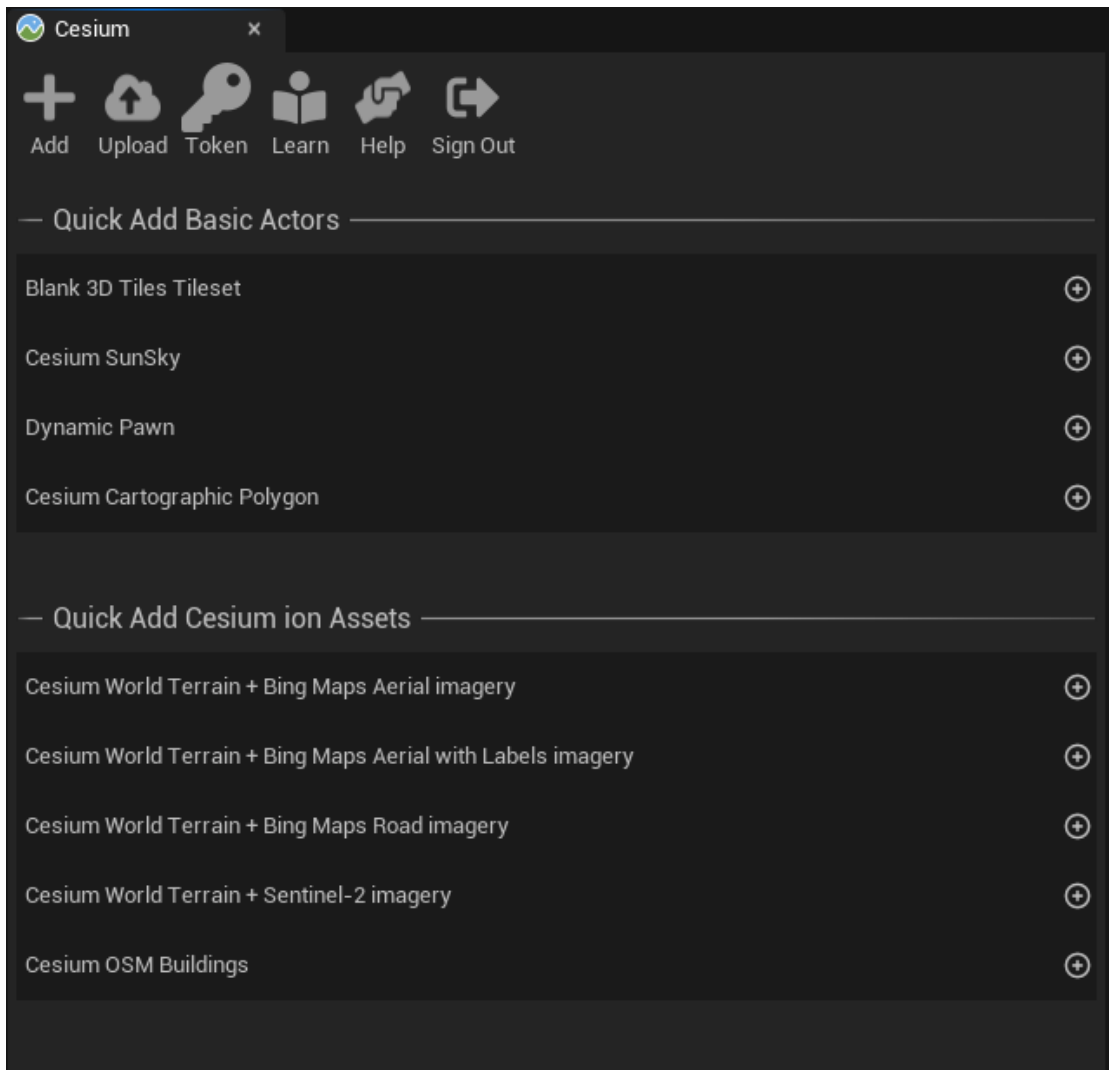 Cesium
Add Upload Token Learn Help Sign Out
Quick Add Basic Actors
Blank 3D Tiles Tileset
Cesium SunSky
Dynamic Pawn
Cesium Cartographic Polygon
Quick Add Cesium ion Assets
Cesium World Terrain + Bing Maps Aerial imagery
Cesium World Terrain + Bing Maps Aerial with Labels imagery
Cesium World Terrain + Bing Maps Road imagery
Cesium World Terrain + Sentinel-2 imagery
Cesium OSM Buildings